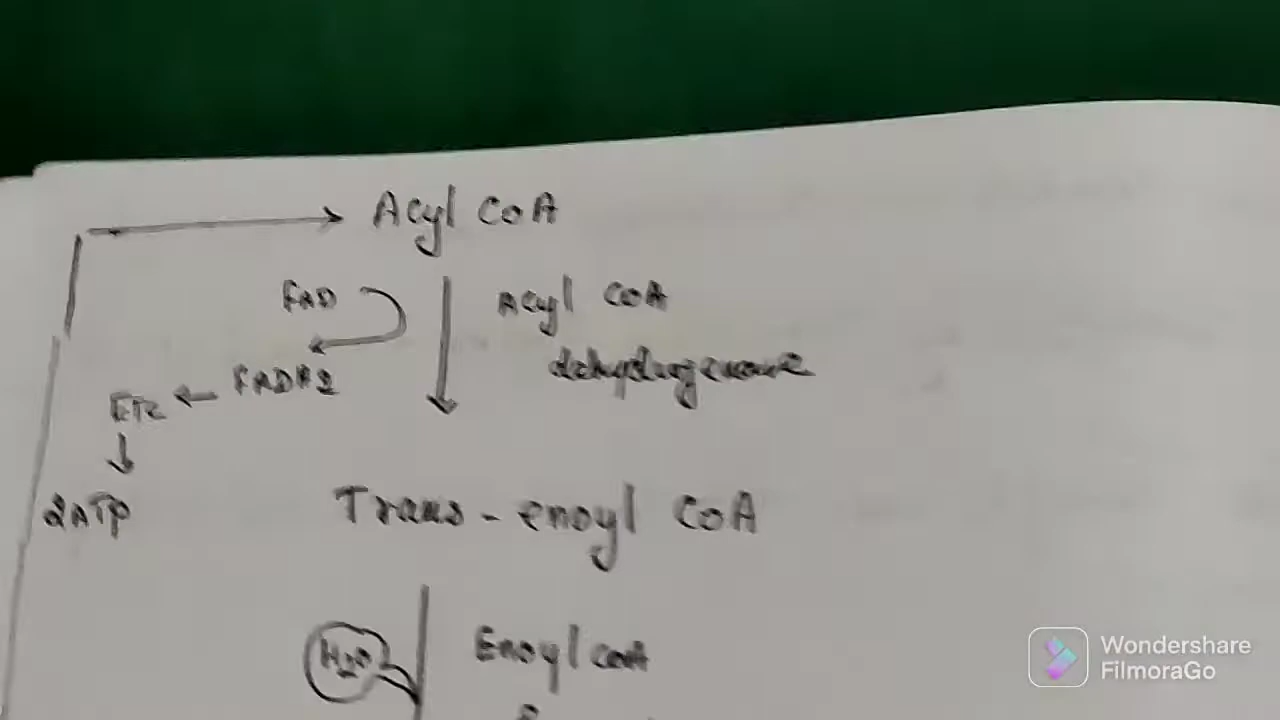 Acyl CoA
FAD
Acyl CoA
dehydrogenase
FADH2
ETC
2ATP
Trans-enoyl CoA
H2O
Enoyl CoA
Wondershare
FilmoraGo